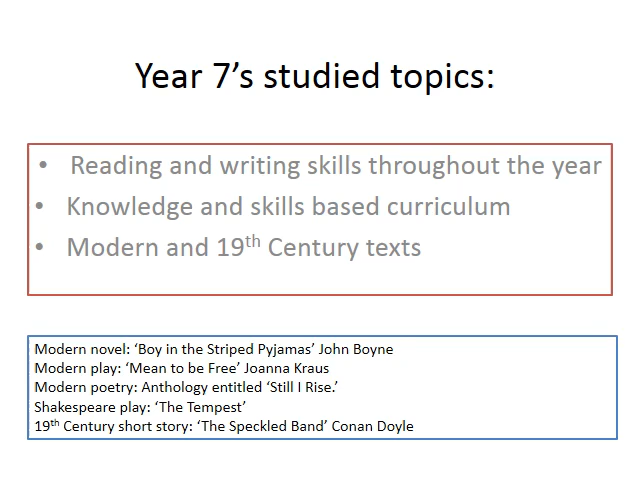 Year 7’s studied topics:
• Reading and writing skills throughout the year
• Knowledge and skills based curriculum
• Modern and 19th Century texts
Modern novel: ‘Boy in the Striped Pyjamas’ John Boyne
Modern play: ‘Mean to be Free’ Joanna Kraus
Modern poetry: Anthology entitled ‘Still I Rise.’
Shakespeare play: ‘The Tempest’
19th Century short story: ‘The Speckled Band’ Conan Doyle